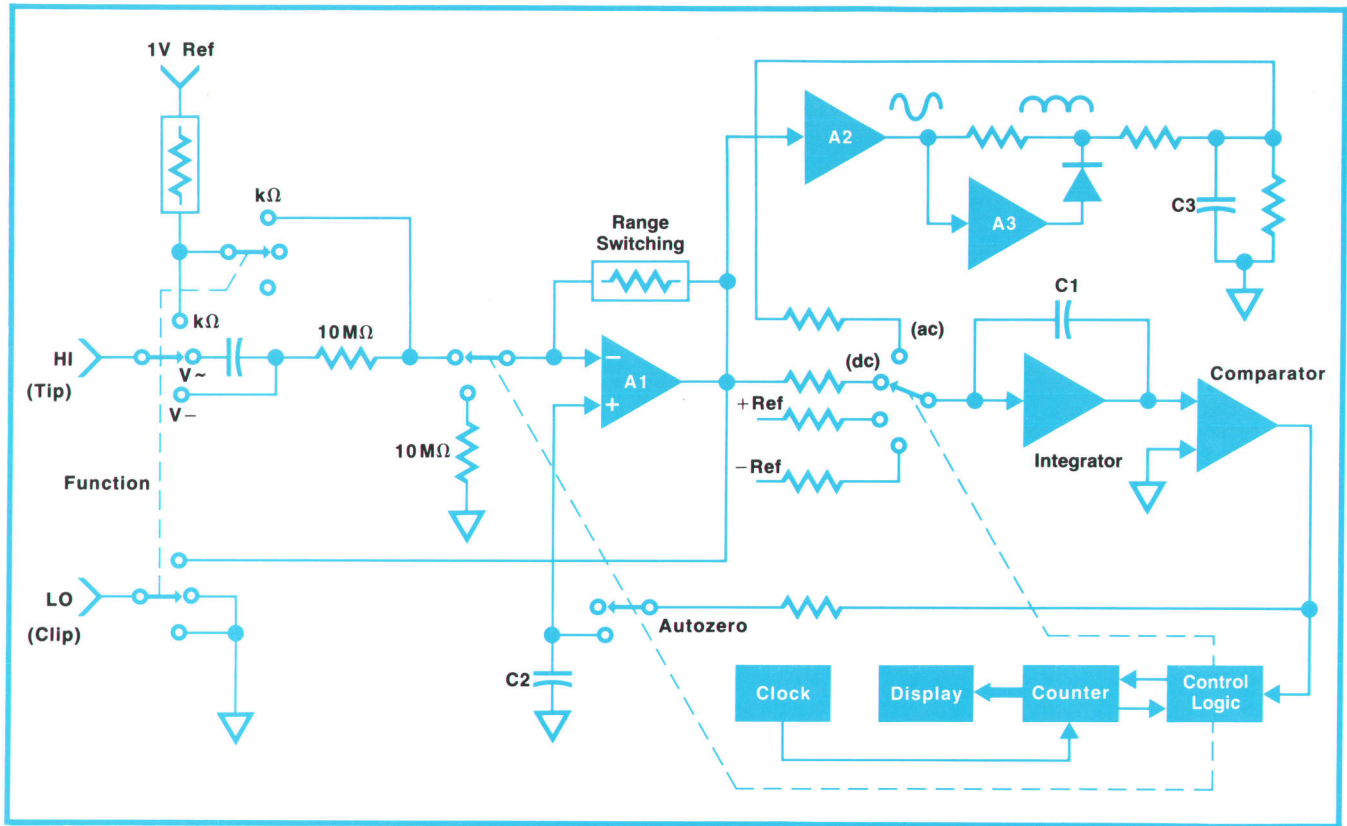 1V Ref
kΩ
A2
A3
C3
Range
Switching
kΩ
HI
(Tip)
V~
V–
10MΩ
10MΩ
–
A1
+
(ac)
(dc)
+Ref
–Ref
C1
Integrator
Comparator
Function
LO
(Clip)
Autozero
C2
Clock
Display
Counter
Control
Logic